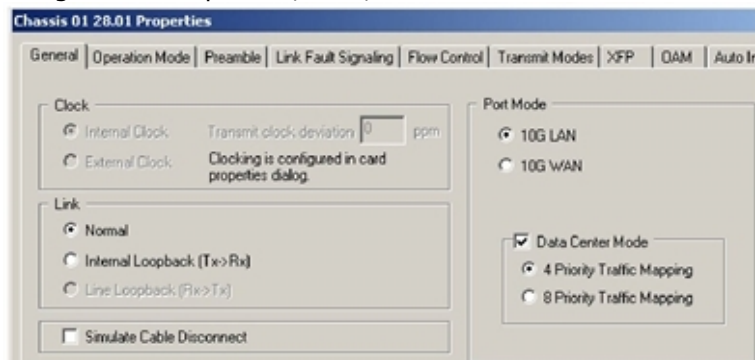 Chassis 01 28.01 Properties
General Operation Mode Preamble Link Fault Signaling Flow Control Transmit Modes XFP OAM Auto
Clock
Internal Clock Transmit clock deviation 0 ppm
External Clock Clocking is configured in card properties dialog.
Link
Normal
Internal Loopback (Tx->Rx)
Line Loopback (Rx->Tx)
Simulate Cable Disconnect
Port Mode
10G LAN
10G WAN
Data Center Mode
4 Priority Traffic Mapping
8 Priority Traffic Mapping